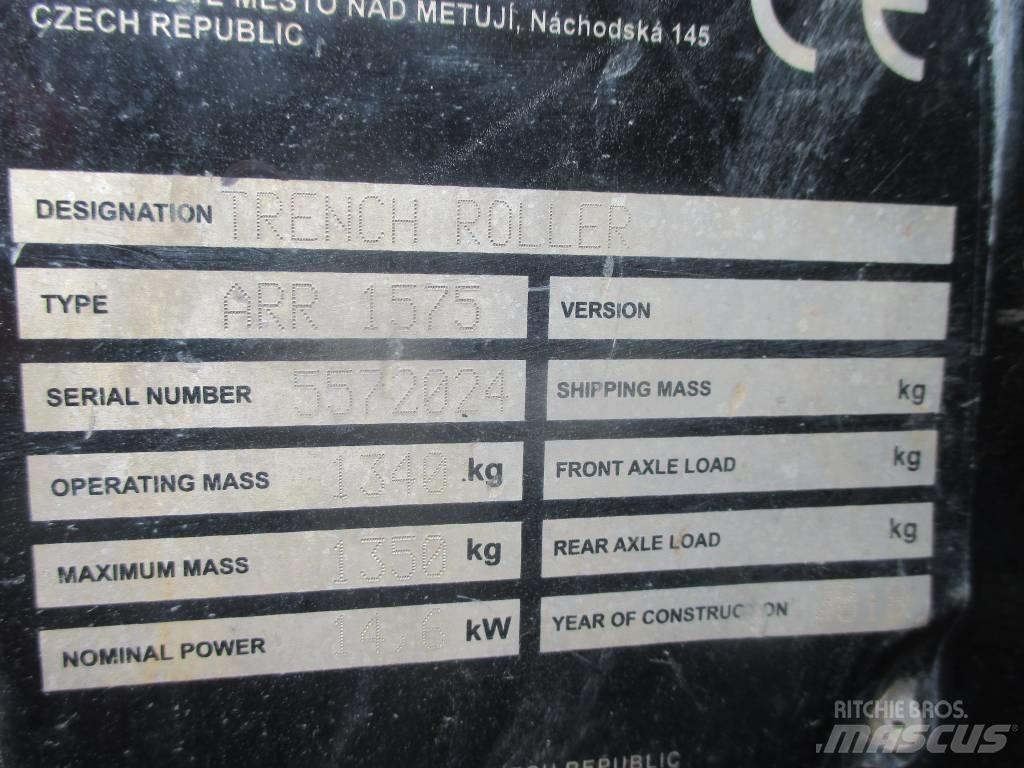 MĚSTO NAD METUJÍ, Náchodská 145
CZECH REPUBLIC
CE
DESIGNATION TRENCH ROLLER
TYPE ARR 1575
VERSION
SERIAL NUMBER 5572024
SHIPPING MASS kg
OPERATING MASS 1340 kg
FRONT AXLE LOAD kg
MAXIMUM MASS 1350 kg
REAR AXLE LOAD kg
NOMINAL POWER 14,6 kW
YEAR OF CONSTRUCTION
CZECH REPUBLIC
RITCHIE BROS.
MASCUS